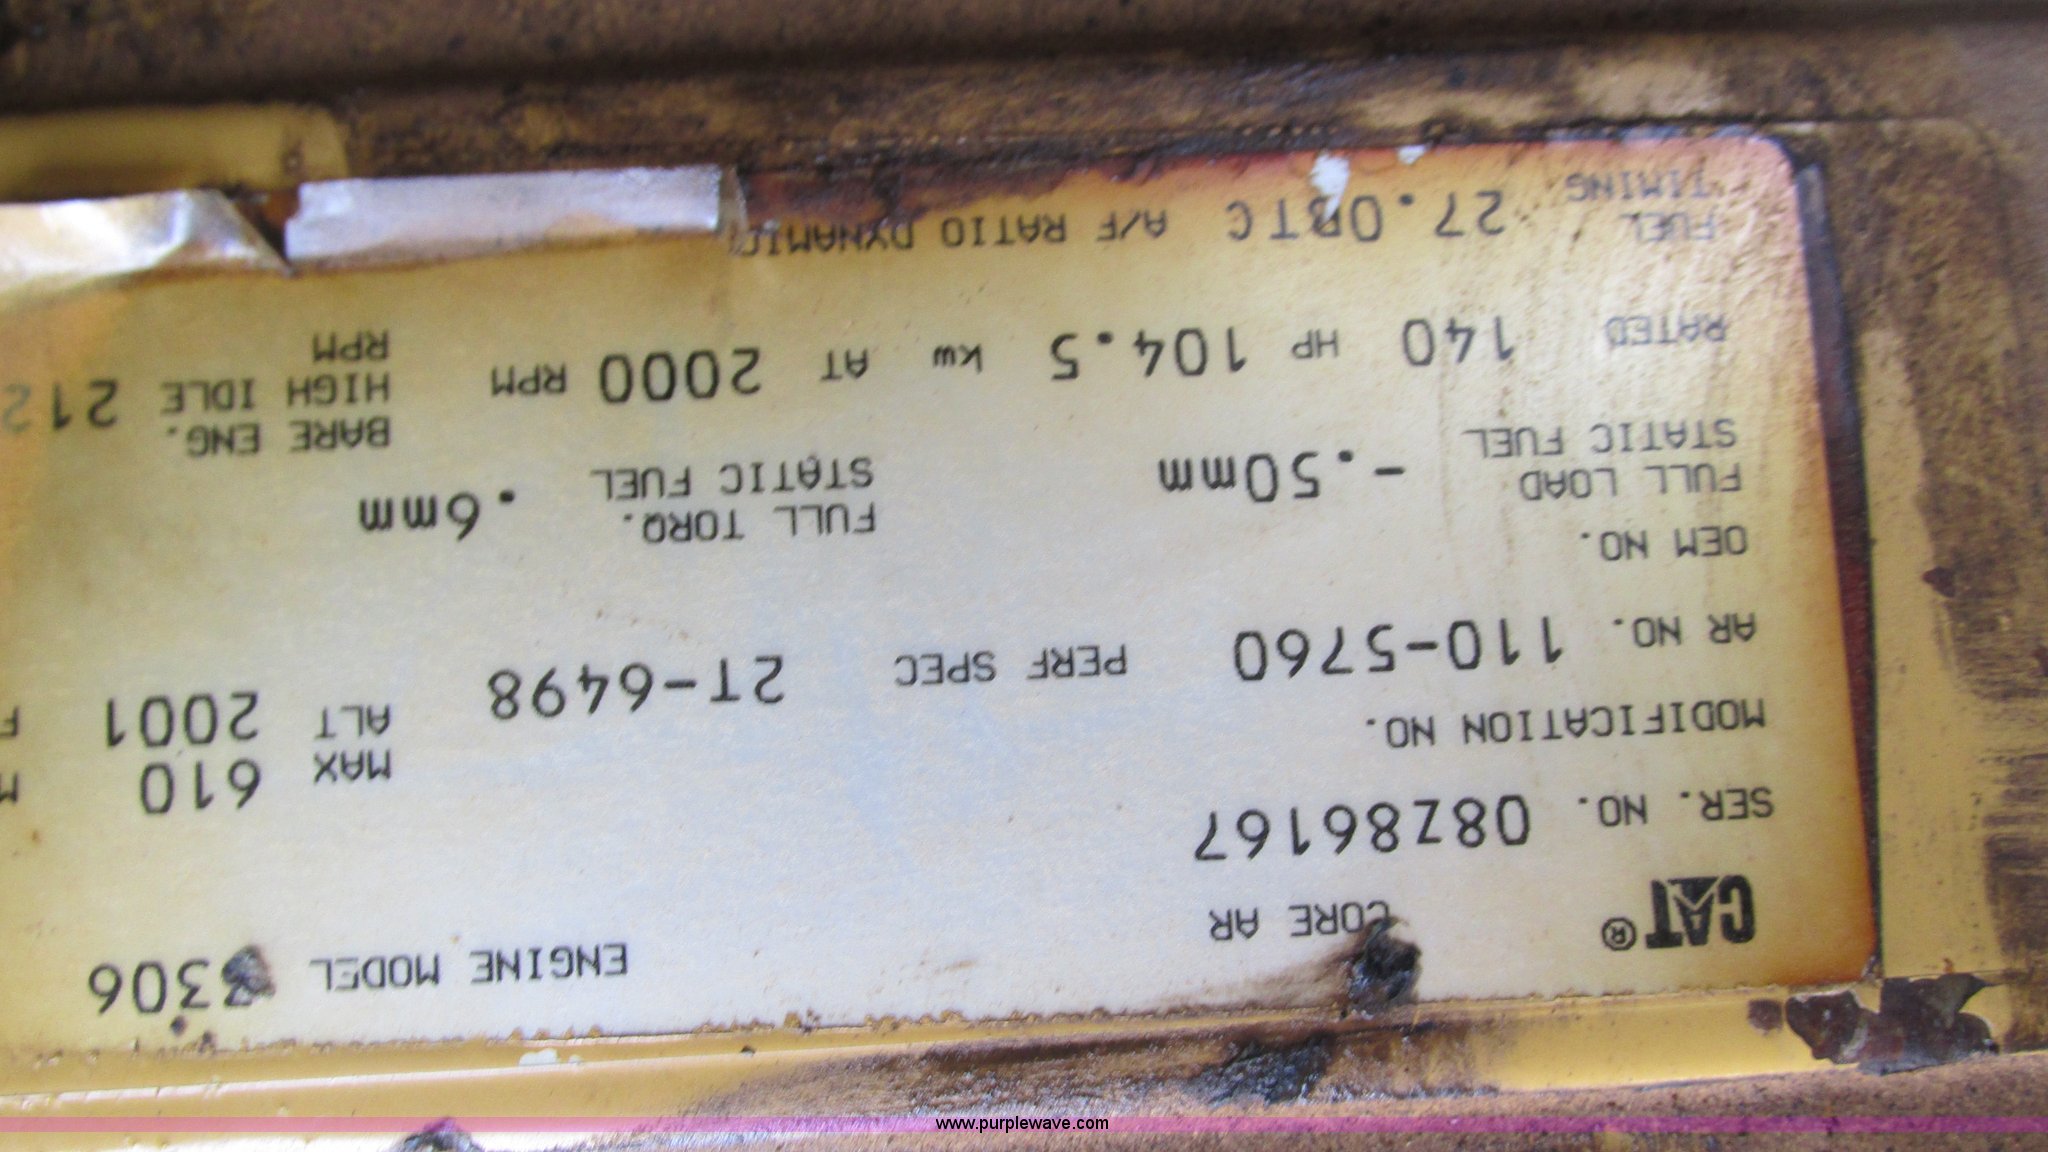 CAT® CORE AR ENGINE MODEL 3306
SER. NO. 08Z86167
MODIFICATION NO. MAX 610 M
AR NO. 110-5760 PERF SPEC 2T-6498 ALT 2001 F
OEM NO.
FULL LOAD FULL TORQ.
STATIC FUEL -.50mm STATIC FUEL .6mm BARE ENG.
RATED 140 HP 104.5 kw AT 2000 RPM HIGH IDLE 212
RPM
FUEL 27.0BTC A/F RATIO DYNAMIC
TIMING
www.purplewave.com